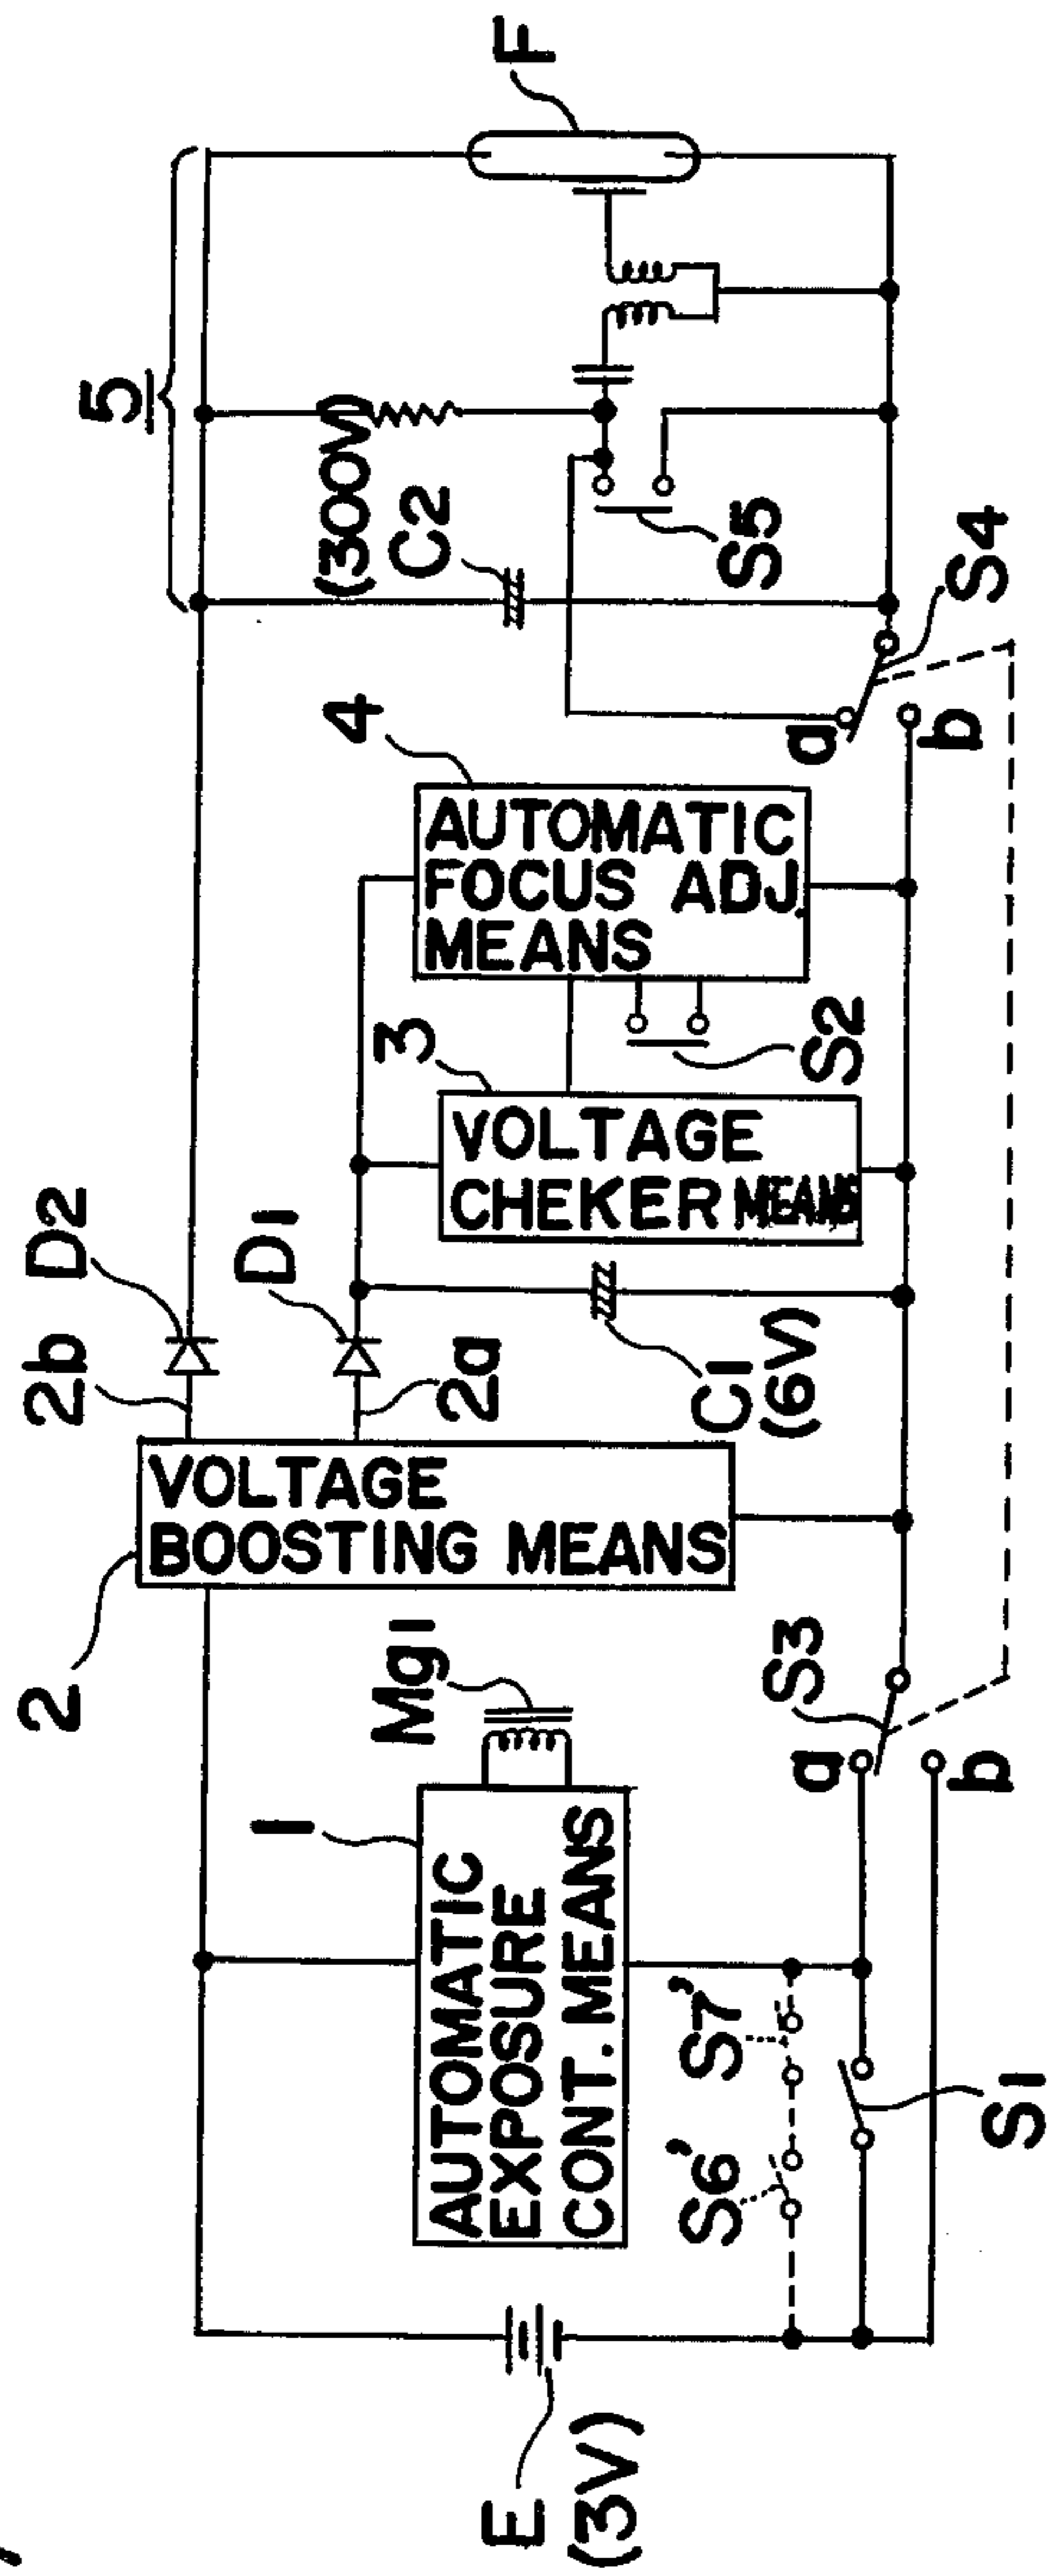 5
F
D2
2b
D1
2a
2
VOLTAGE
BOOSTING MEANS
1
AUTOMATIC
EXPOSURE
CONT. MEANS
Mg1
3
VOLTAGE
CHEKER MEANS
4
AUTOMATIC
FOCUS ADJ.
MEANS
C1
(6V)
S2
(300V)
C2
S5
a
b
S4
E
(3V)
S6'
S7'
S1
a
b
S3